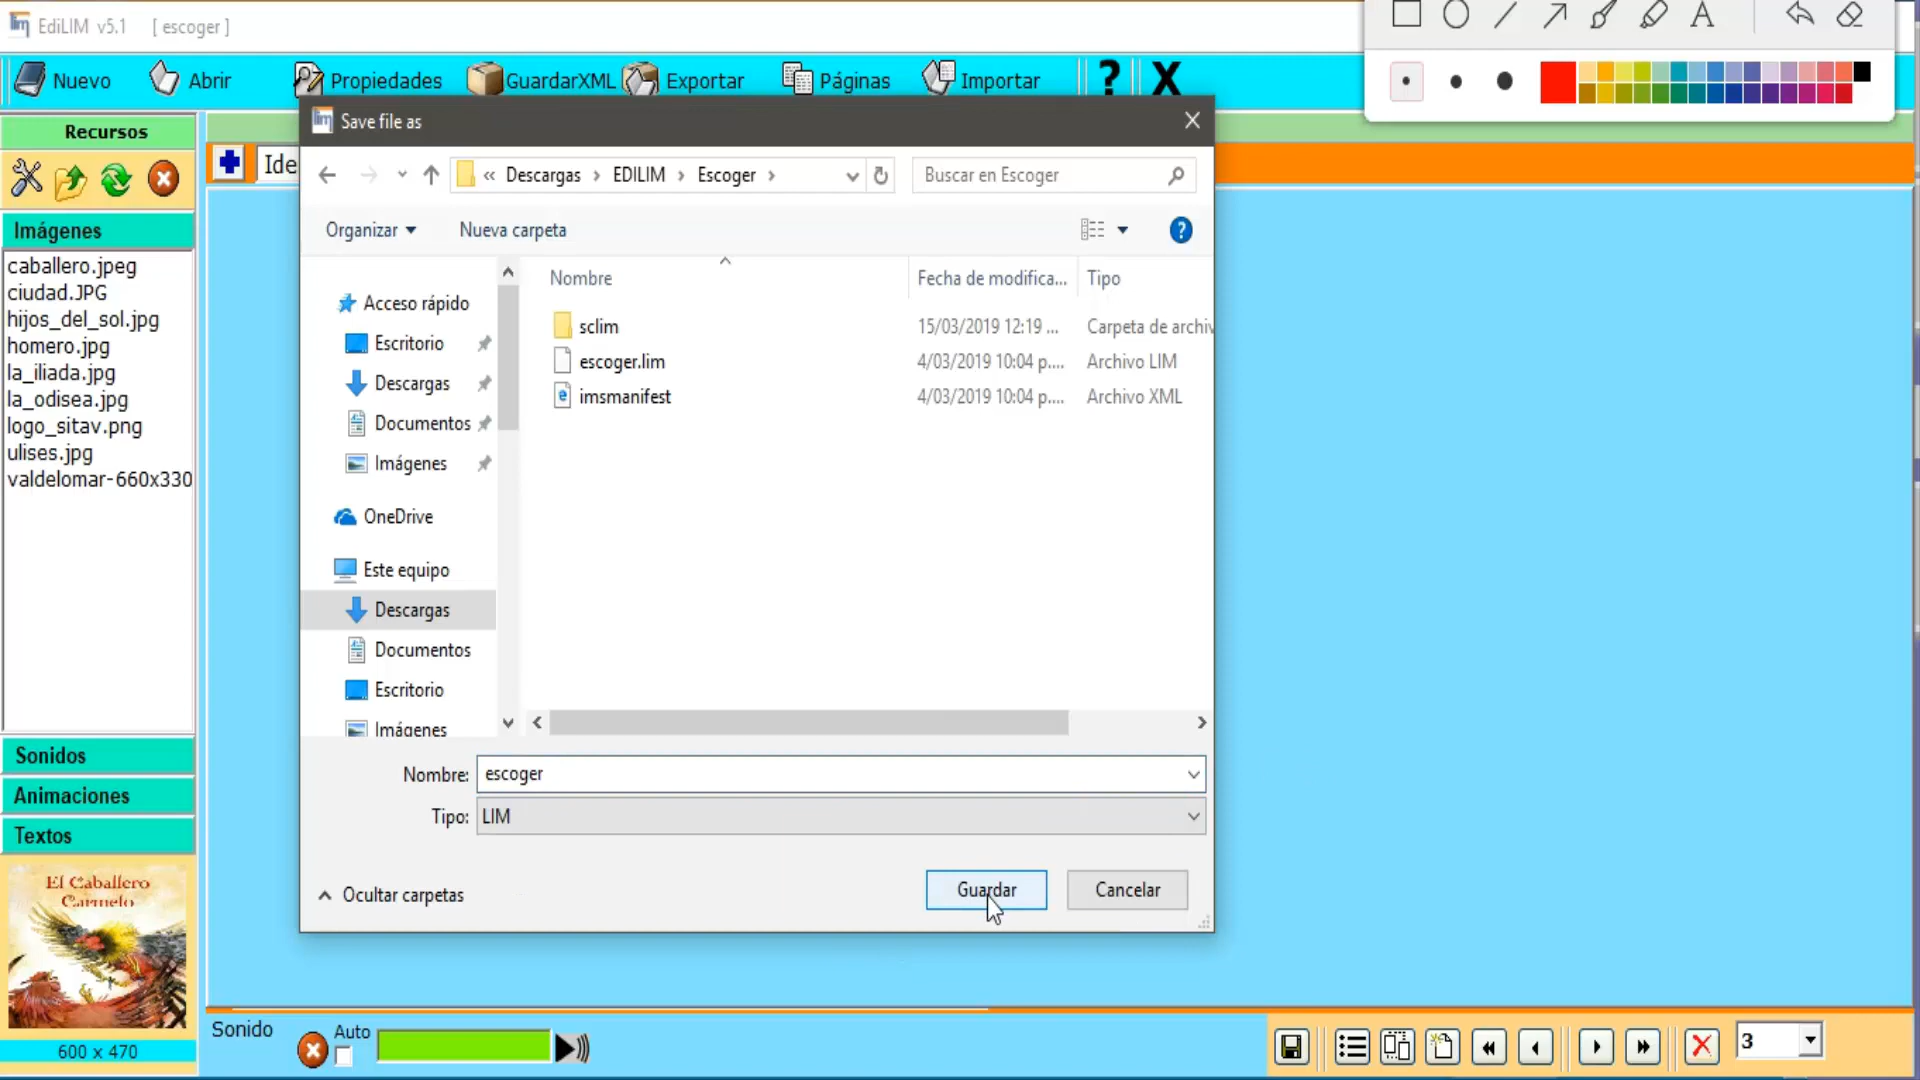 EdiLIM v5.1 [ escoger ]
Nuevo Abrir Propiedades GuardarXML Exportar Páginas Importar ? X
A
Recursos
Ide
Imágenes
caballero.jpeg
ciudad.JPG
hijos_del_sol.jpg
homero.jpg
la_iliada.jpg
la_odisea.jpg
logo_sitav.png
ulises.jpg
valdelomar-660x330
Sonidos
Animaciones
Textos
El Caballero
Carmelo
600 x 470
Save file as
« Descargas › EDILIM › Escoger ›
Buscar en Escoger
Organizar
Nueva carpeta
?
Acceso rápido
Escritorio
Descargas
Documentos
Imágenes
OneDrive
Este equipo
Descargas
Documentos
Escritorio
Imágenes
Nombre Fecha de modifica... Tipo
sclim 15/03/2019 12:19 ... Carpeta de archiv
escoger.lim 4/03/2019 10:04 p.... Archivo LIM
imsmanifest 4/03/2019 10:04 p.... Archivo XML
Nombre: escoger
Tipo: LIM
Ocultar carpetas
Guardar
Cancelar
Sonido
Auto
3